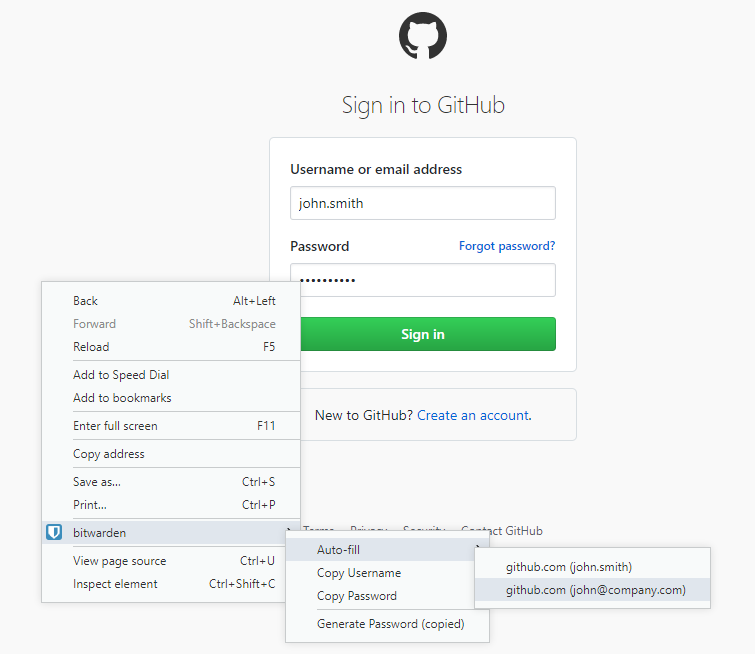 Sign in to GitHub
Username or email address
john.smith
Password Forgot password?
••••••••••
Sign in
New to GitHub? Create an account.
Terms Privacy Security Contact GitHub
Back Alt+Left
Forward Shift+Backspace
Reload F5
Add to Speed Dial
Add to bookmarks
Enter full screen F11
Copy address
Save as... Ctrl+S
Print... Ctrl+P
bitwarden
View page source Ctrl+U
Inspect element Ctrl+Shift+C
Auto-fill
Copy Username
Copy Password
Generate Password (copied)
github.com (john.smith)
github.com (john@company.com)